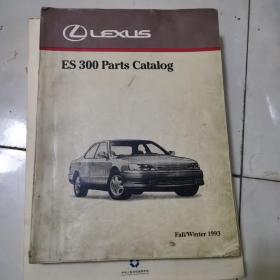 LEXUS
ES 300 Parts Catalog
Fall/Winter 1993